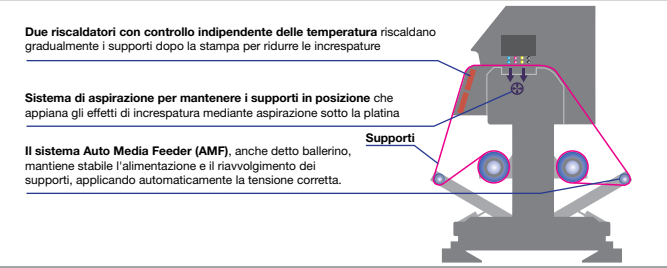 Due riscaldatori con controllo indipendente delle temperatura riscaldano
gradualmente i supporti dopo la stampa per ridurre le increspature
Sistema di aspirazione per mantenere i supporti in posizione che
appiana gli effetti di increspatura mediante aspirazione sotto la platina
Supporti
Il sistema Auto Media Feeder (AMF), anche detto ballerino,
mantiene stabile l'alimentazione e il riavvolgimento dei
supporti, applicando automaticamente la tensione corretta.